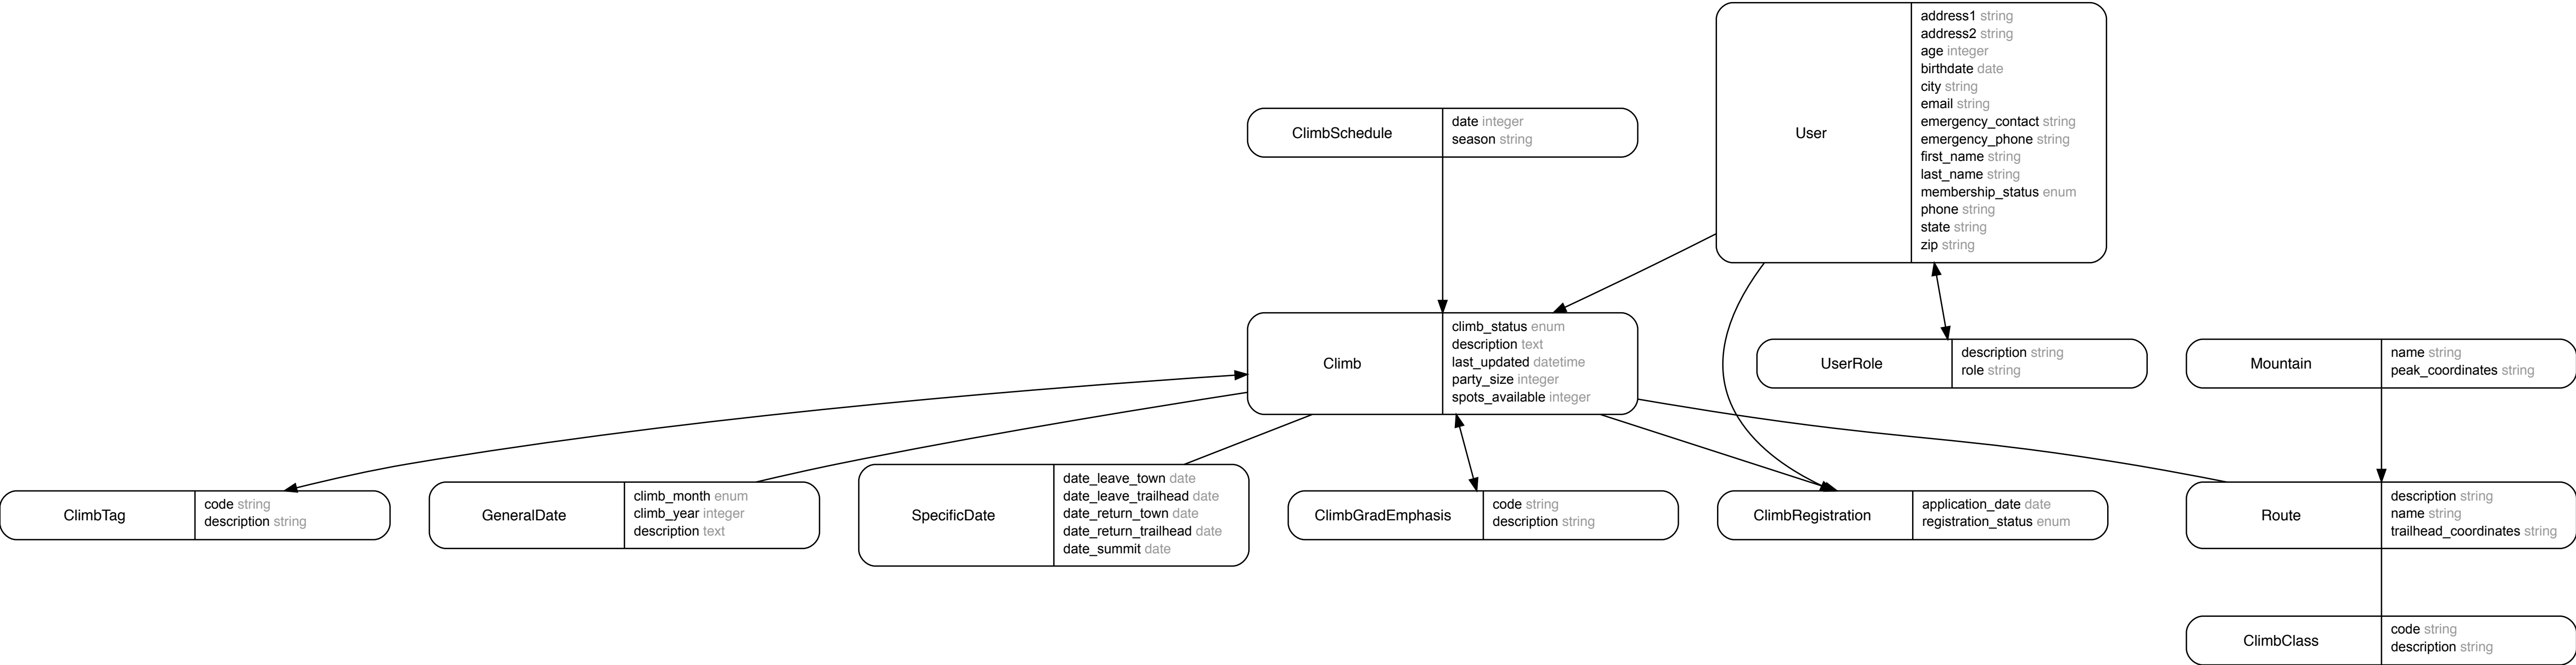 User
address1 string
address2 string
age integer
birthdate date
city string
email string
emergency_contact string
emergency_phone string
first_name string
last_name string
membership_status enum
phone string
state string
zip string
ClimbSchedule
date integer
season string
Climb
climb_status enum
description text
last_updated datetime
party_size integer
spots_available integer
UserRole
description string
role string
Mountain
name string
peak_coordinates string
ClimbTag
code string
description string
GeneralDate
climb_month enum
climb_year integer
description text
SpecificDate
date_leave_town date
date_leave_trailhead date
date_return_town date
date_return_trailhead date
date_summit date
ClimbGradEmphasis
code string
description string
ClimbRegistration
application_date date
registration_status enum
Route
description string
name string
trailhead_coordinates string
ClimbClass
code string
description string